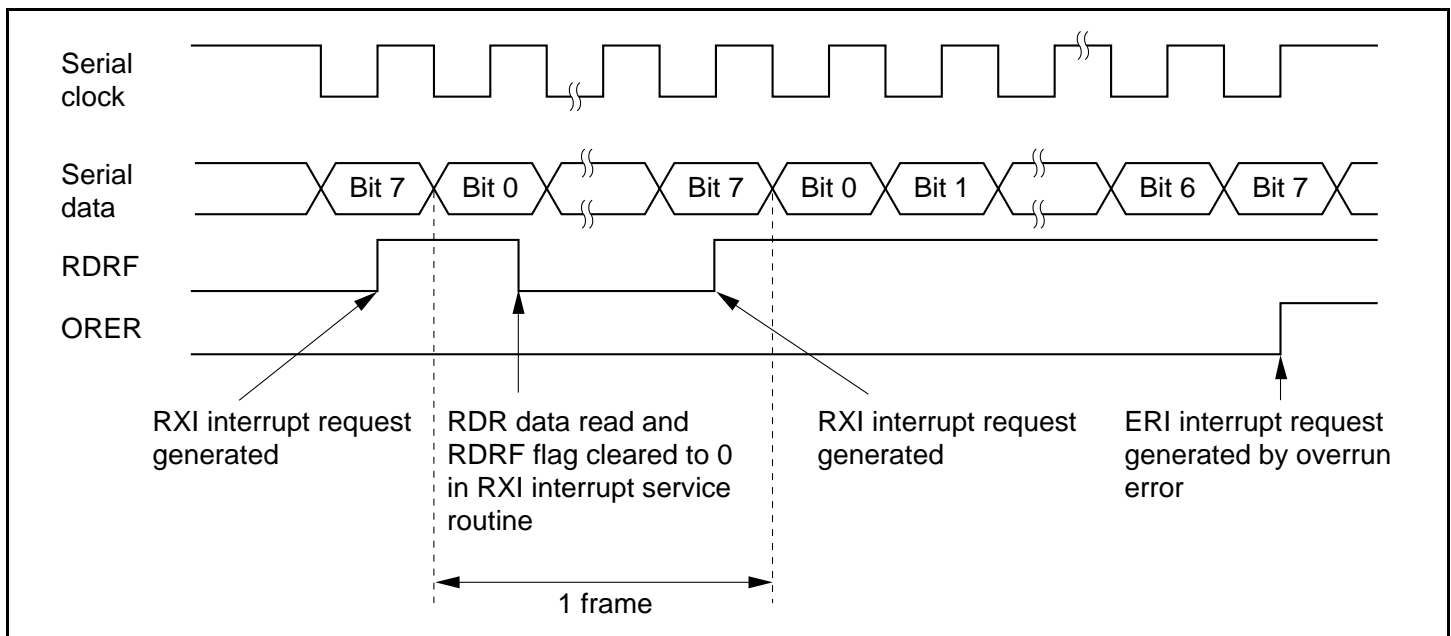 Serial
clock
Serial
data
Bit 7
Bit 0
Bit 7
Bit 0
Bit 1
Bit 6
Bit 7
RDRF
ORER
RXI interrupt request
generated
RDR data read and
RDRF flag cleared to 0
in RXI interrupt service
routine
RXI interrupt request
generated
ERI interrupt request
generated by overrun
error
1 frame